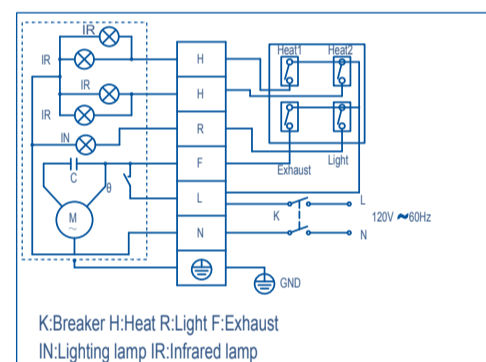 IR
IR
IR
IR
IN
C
θ
M
~
H
H
R
F
L
N
Heat1 Heat2
Exhaust Light
K
L
120V ~60Hz
N
GND
K:Breaker H:Heat R:Light F:Exhaust
IN:Lighting lamp IR:Infrared lamp